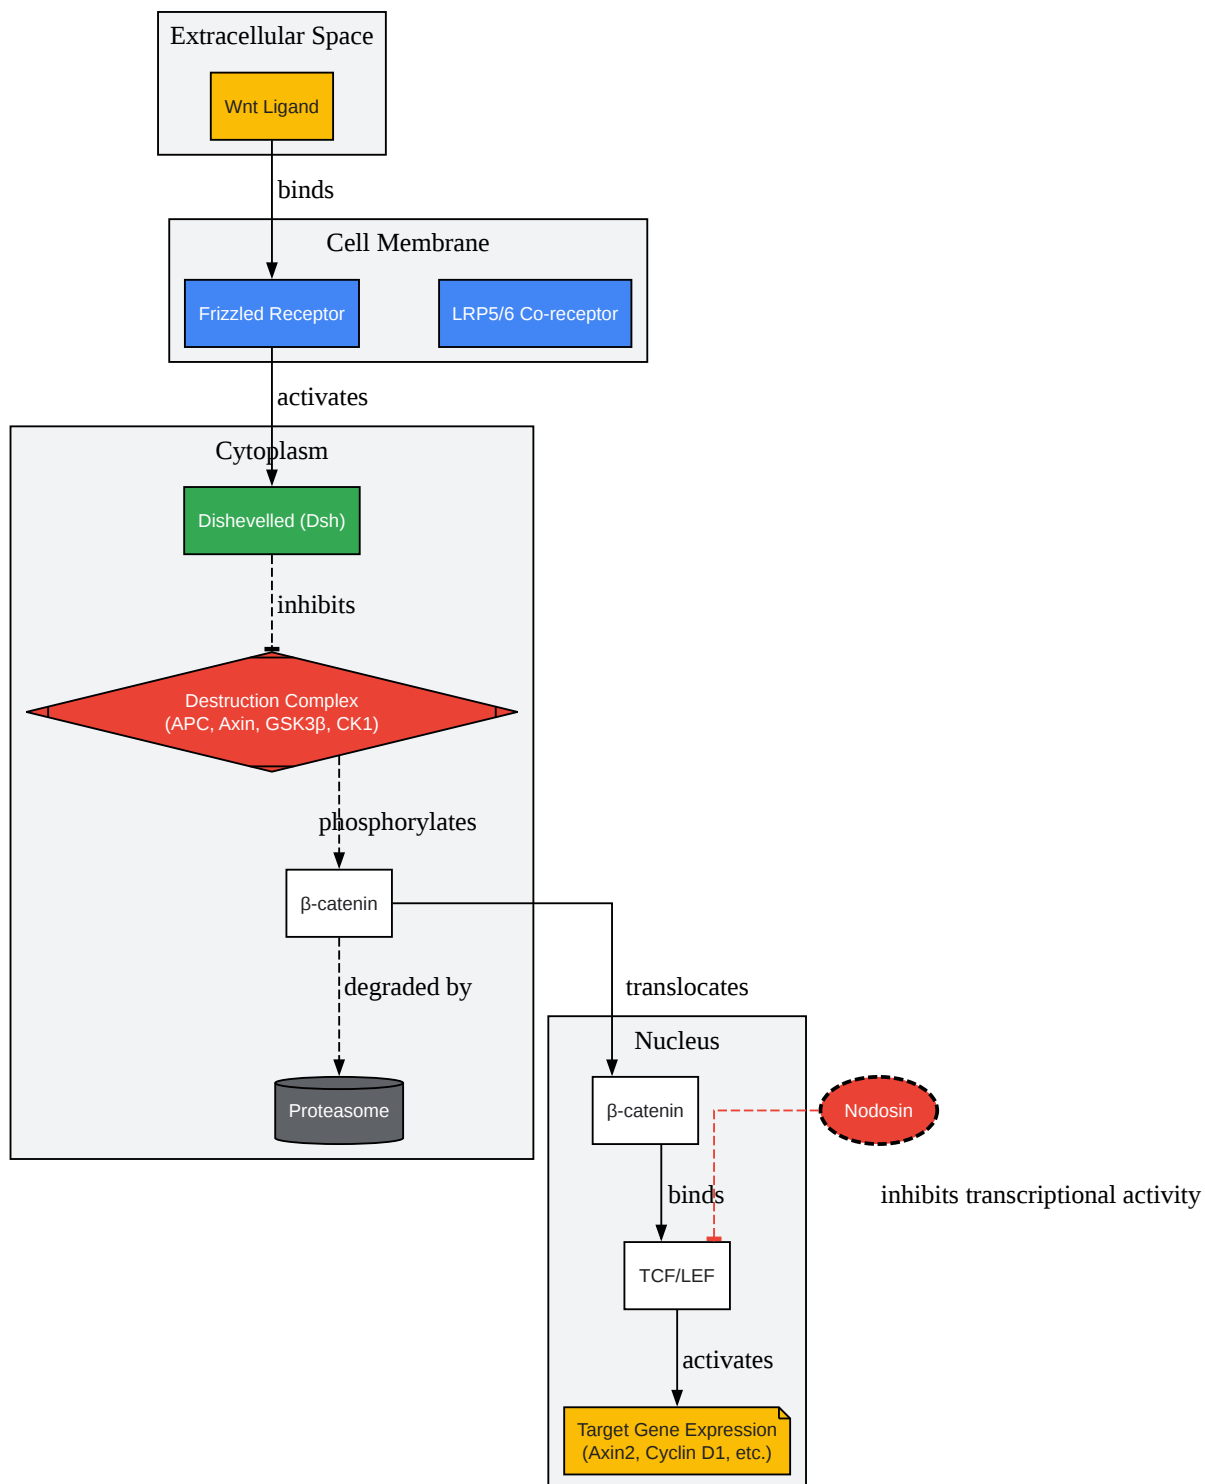 Extracellular Space
Wnt Ligand
binds
Cell Membrane
Frizzled Receptor
LRP5/6 Co-receptor
activates
Cytoplasm
Dishevelled (Dsh)
inhibits
Destruction Complex
(APC, Axin, GSK3β, CK1)
phosphorylates
β-catenin
degraded by
translocates
Nucleus
Proteasome
β-catenin
Nodosin
binds
inhibits transcriptional activity
TCF/LEF
activates
Target Gene Expression
(Axin2, Cyclin D1, etc.)